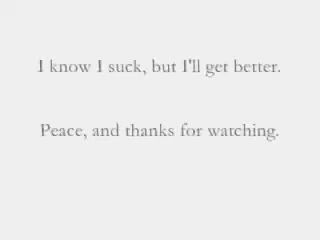 I know I suck, but I'll get better.
Peace, and thanks for watching.